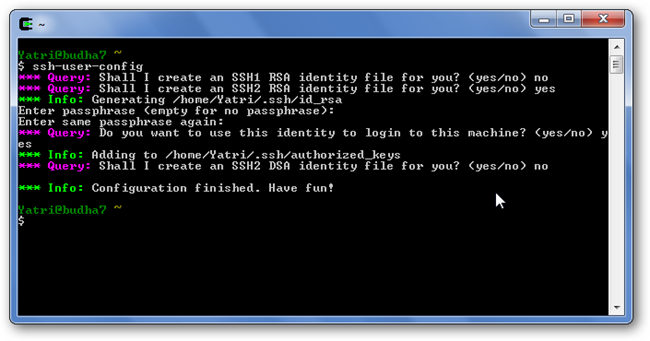 ~
Yatri@budha7 ~
$ ssh-user-config
*** Query: Shall I create an SSH1 RSA identity file for you? (yes/no) no
*** Query: Shall I create an SSH2 RSA identity file for you? (yes/no) yes
*** Info: Generating /home/Yatri/.ssh/id_rsa
Enter passphrase (empty for no passphrase):
Enter same passphrase again:
*** Query: Do you want to use this identity to login to this machine? (yes/no) y
es
*** Info: Adding to /home/Yatri/.ssh/authorized_keys
*** Query: Shall I create an SSH2 DSA identity file for you? (yes/no) no
*** Info: Configuration finished. Have fun!
Yatri@budha7 ~
$